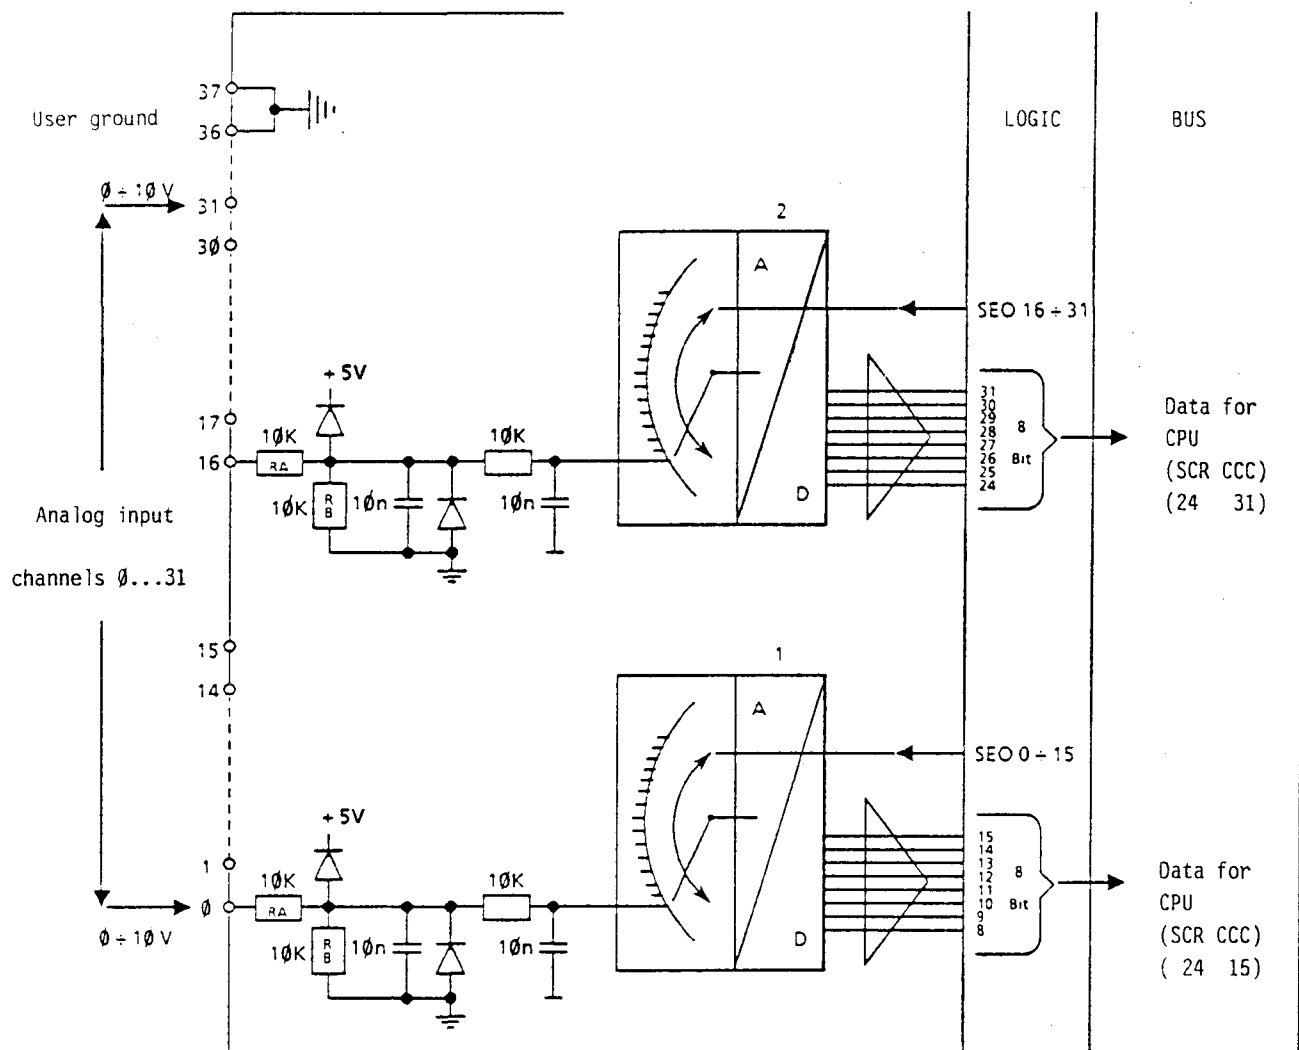 37
User ground
36
LOGIC
BUS
Ø ÷ 1Ø V
31
3Ø
2
A
SEO 16 ÷ 31
+ 5V
17
1ØK
1ØK
16
RA
1ØK
R
B
1Øn
1Øn
D
31
30
29
28
27
26
25
24
8
Bit
Data for
CPU
(SCR CCC)
(24 31)
Analog input
channels Ø...31
15
14
1
A
SEO 0 ÷ 15
+ 5V
1
1ØK
1ØK
Ø
RA
Ø ÷ 1Ø V
1ØK
R
B
1Øn
1Øn
D
15
14
13
12
11
10
9
8
8
Bit
Data for
CPU
(SCR CCC)
( 24 15)